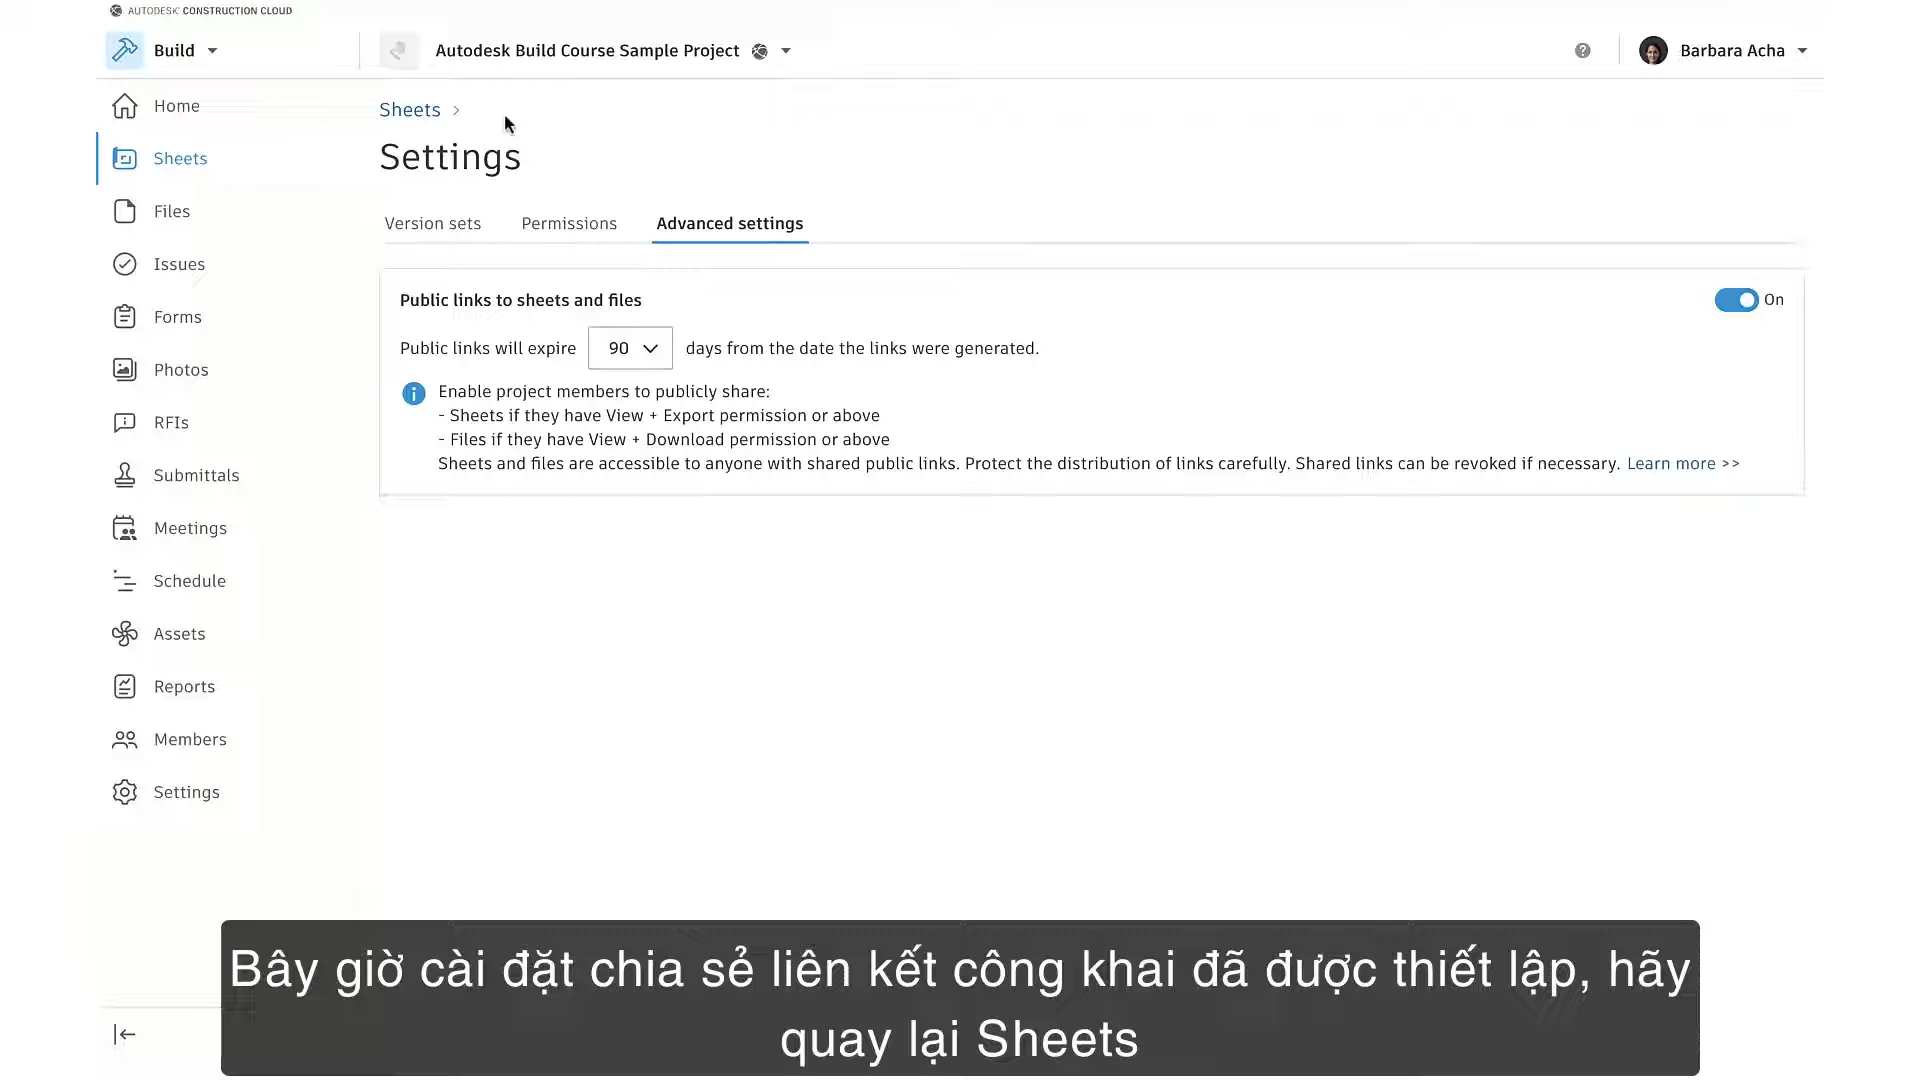 AUTODESK CONSTRUCTION CLOUD
Build
Autodesk Build Course Sample Project
Barbara Acha
Home
Sheets
Files
Issues
Forms
Photos
RFIs
Submittals
Meetings
Schedule
Assets
Reports
Members
Settings
Sheets >
Settings
Version sets Permissions Advanced settings
Public links to sheets and files
On
Public links will expire 90 days from the date the links were generated.
Enable project members to publicly share:
- Sheets if they have View + Export permission or above
- Files if they have View + Download permission or above
Sheets and files are accessible to anyone with shared public links. Protect the distribution of links carefully. Shared links can be revoked if necessary. Learn more >>
Bây giờ cài đặt chia sẻ liên kết công khai đã được thiết lập, hãy
quay lại Sheets